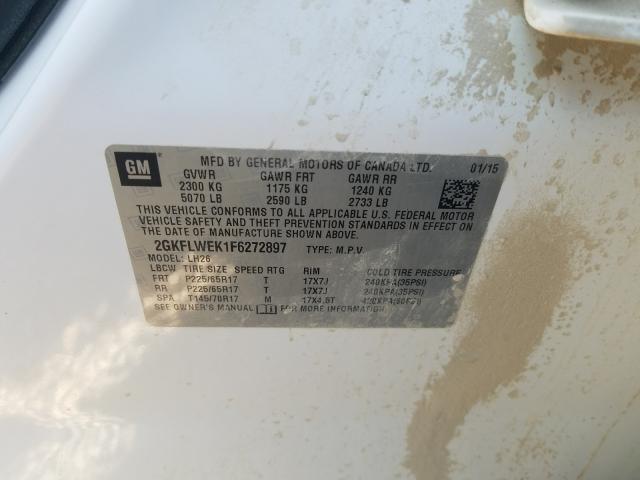 GM MFD BY GENERAL MOTORS OF CANADA LTD. 01/15
GVWR GAWR FRT GAWR RR
2300 KG 1175 KG 1240 KG
5070 LB 2590 LB 2733 LB
THIS VEHICLE CONFORMS TO ALL APPLICABLE U.S. FEDERAL MOTOR
VEHICLE SAFETY AND THEFT PREVENTION STANDARDS IN EFFECT ON
THE DATE OF MANUFACTURE SHOWN ABOVE.
2GKFLWEK1F6272897 TYPE: M.P.V.
MODEL: LH26
LBCW TIRE SIZE SPEED RTG RIM COLD TIRE PRESSURE
FRT P225/65R17 T 17X7J 240KPA(35PSI)
RR P225/65R17 T 17X7J 240KPA(35PSI)
SPA T145/70R17 M 17X4.5T 420KPA(60PSI)
SEE OWNER'S MANUAL FOR MORE INFORMATION